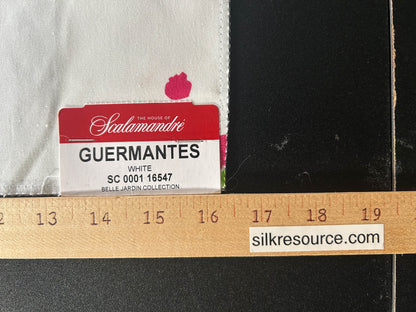 THE HOUSE OF
Scalamandré
GUERMANTES
WHITE
SC 0001 16547
BELLE JARDIN COLLECTION
12 13 14 15 16 17 18 19
silkresource.com